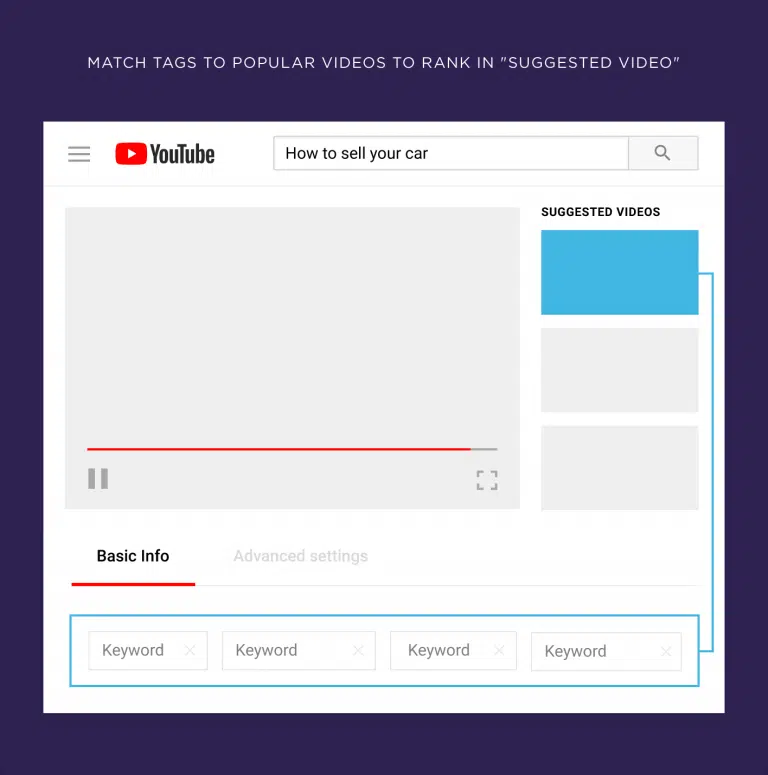 MATCH TAGS TO POPULAR VIDEOS TO RANK IN "SUGGESTED VIDEO"
YouTube How to sell your car
SUGGESTED VIDEOS
Basic Info Advanced settings
Keyword Keyword Keyword Keyword